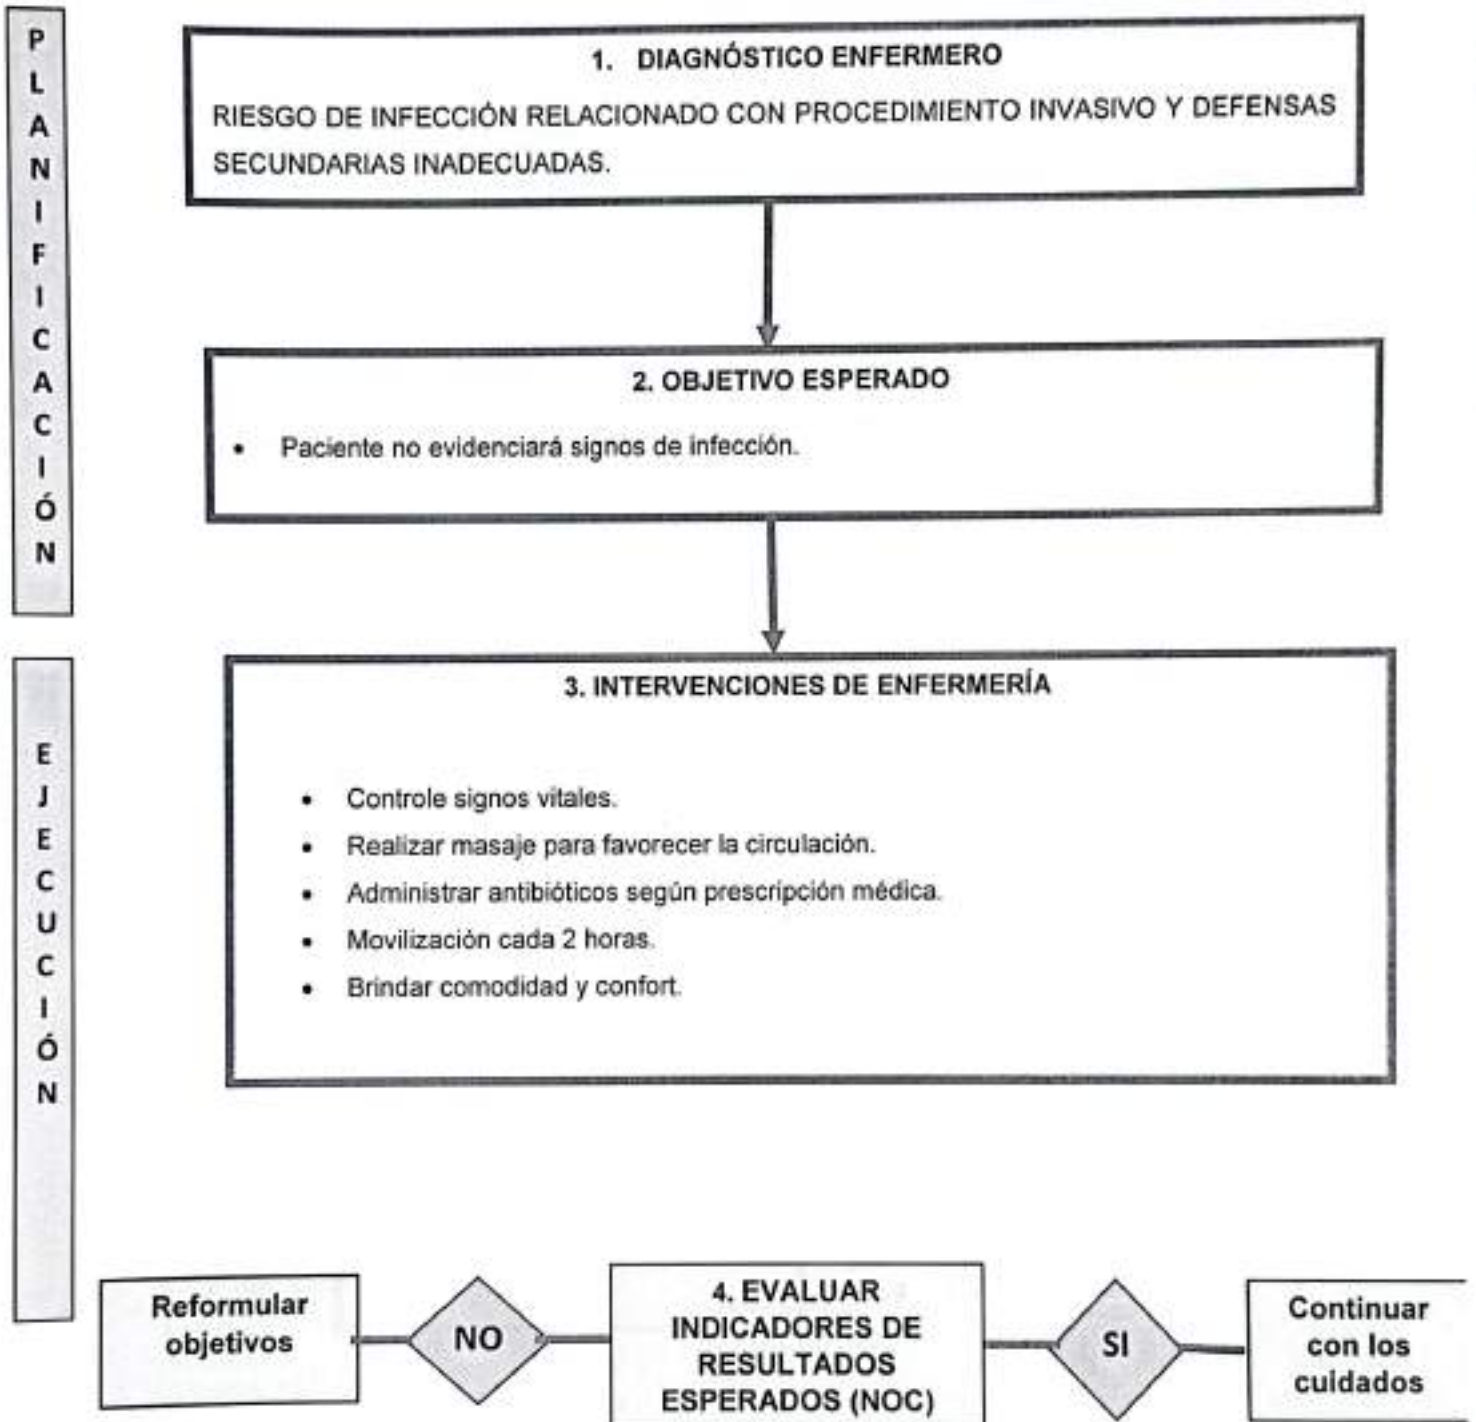 PLANIFICACIÓN
1. DIAGNÓSTICO ENFERMERO
RIESGO DE INFECCIÓN RELACIONADO CON PROCEDIMIENTO INVASIVO Y DEFENSAS
SECUNDARIAS INADECUADAS.
2. OBJETIVO ESPERADO
• Paciente no evidenciará signos de infección.
EJECUCIÓN
3. INTERVENCIONES DE ENFERMERÍA
• Controle signos vitales.
• Realizar masaje para favorecer la circulación.
• Administrar antibióticos según prescripción médica.
• Movilización cada 2 horas.
• Brindar comodidad y confort.
Reformular
objetivos
NO
4. EVALUAR
INDICADORES DE
RESULTADOS
ESPERADOS (NOC)
SI
Continuar
con los
cuidados